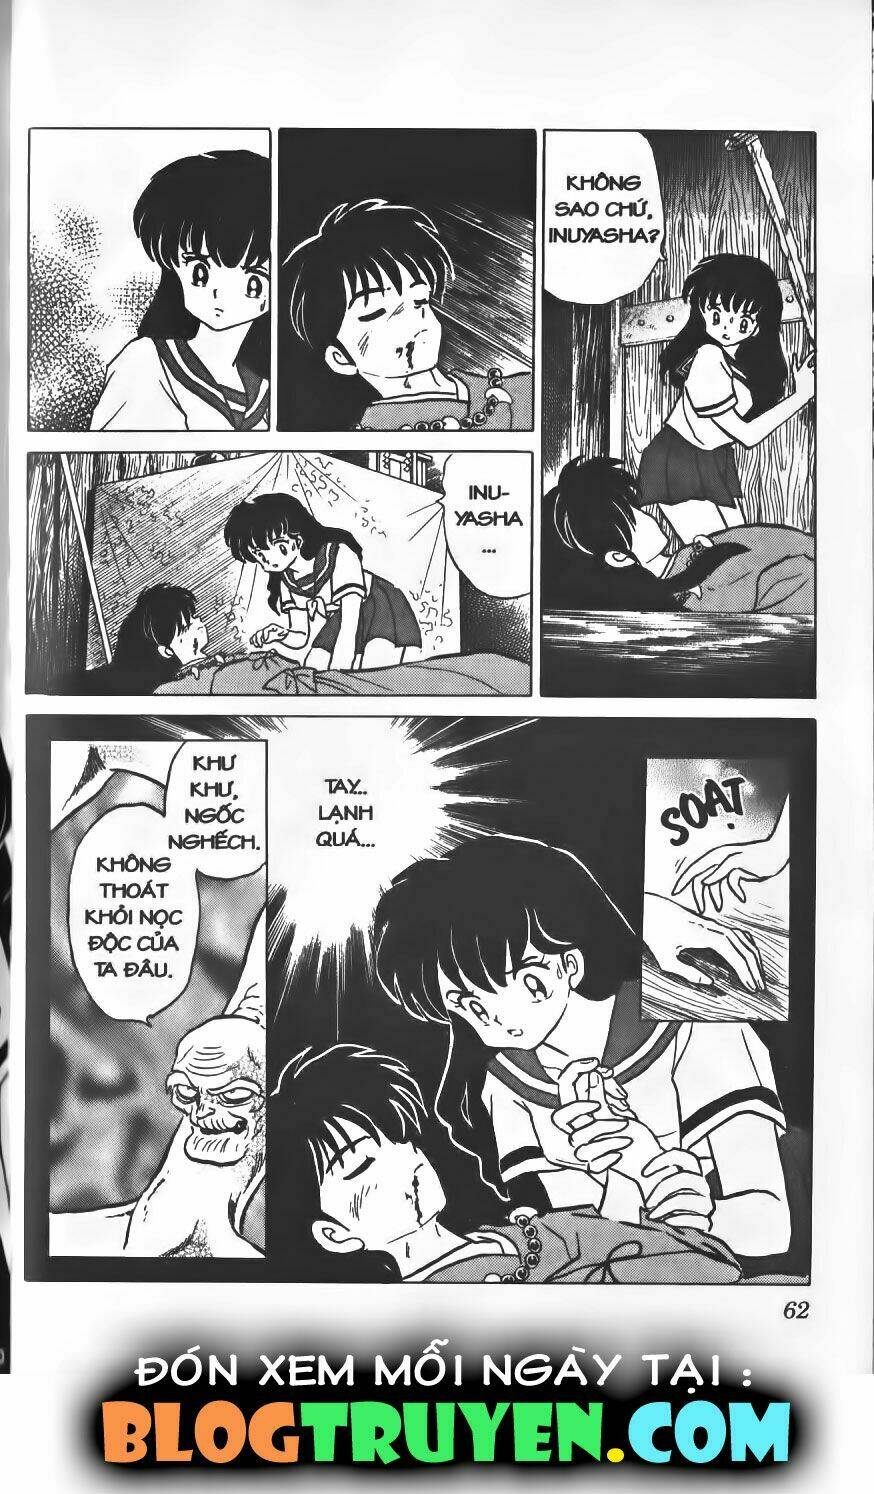 KHÔNG
SAO CHỨ,
INUYASHA?
INU-
YASHA
...
SOẠT
TAY...
LẠNH
QUÁ...
KHƯ
KHƯ,
NGỐC
NGHẾCH.
KHÔNG
THOÁT
KHỎI NỌC
ĐỘC CỦA
TA ĐÂU.
62
ĐÓN XEM MỖI NGÀY TẠI :
BLOGTRUYEN.COM